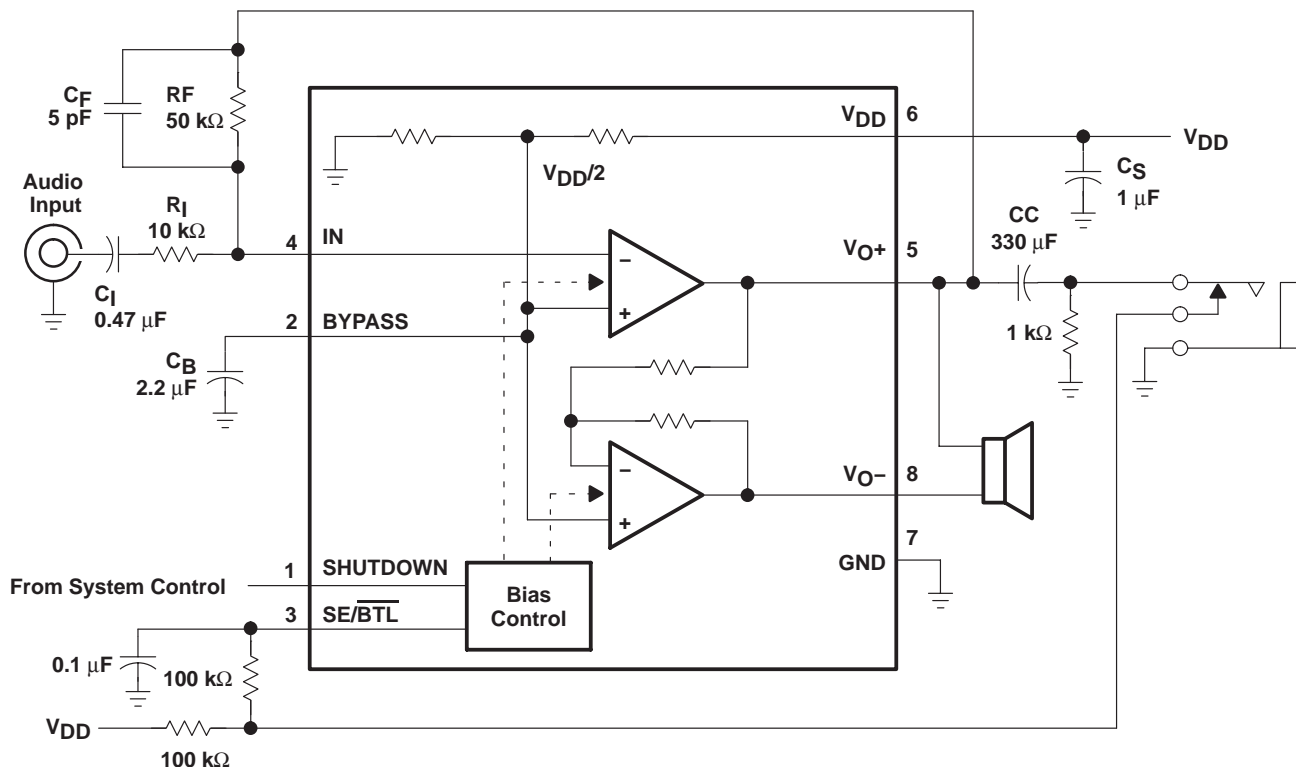 CF
5 pF
RF
50 kΩ
VDD
6
VDD
VDD/2
CS
1 μF
Audio
Input
RI
10 kΩ
CI
0.47 μF
4
IN
−
+
VO+
5
CC
330 μF
1 kΩ
2
BYPASS
CB
2.2 μF
−
+
VO−
8
7
GND
From System Control
1
SHUTDOWN
3
SE/BTL
Bias
Control
0.1 μF
100 kΩ
VDD
100 kΩ